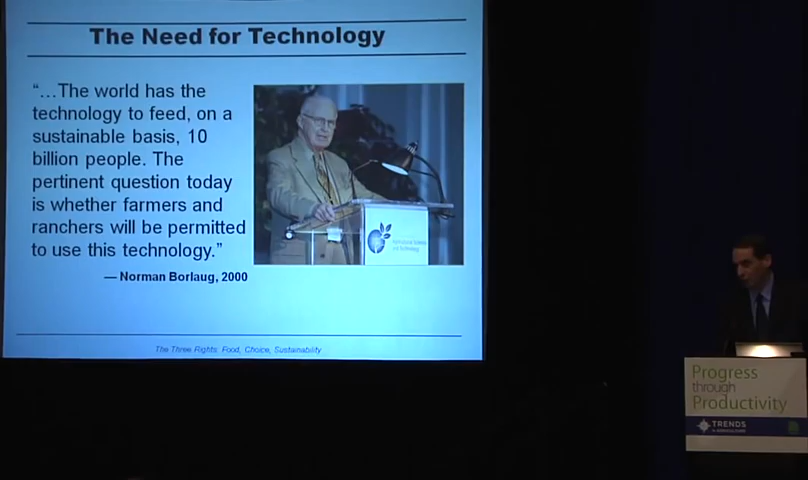 The Need for Technology
“…The world has the
technology to feed, on a
sustainable basis, 10
billion people. The
pertinent question today
is whether farmers and
ranchers will be permitted
to use this technology.”
— Norman Borlaug, 2000
The Three Rights: Food, Choice, Sustainability
Progress
through
Productivity
TRENDS